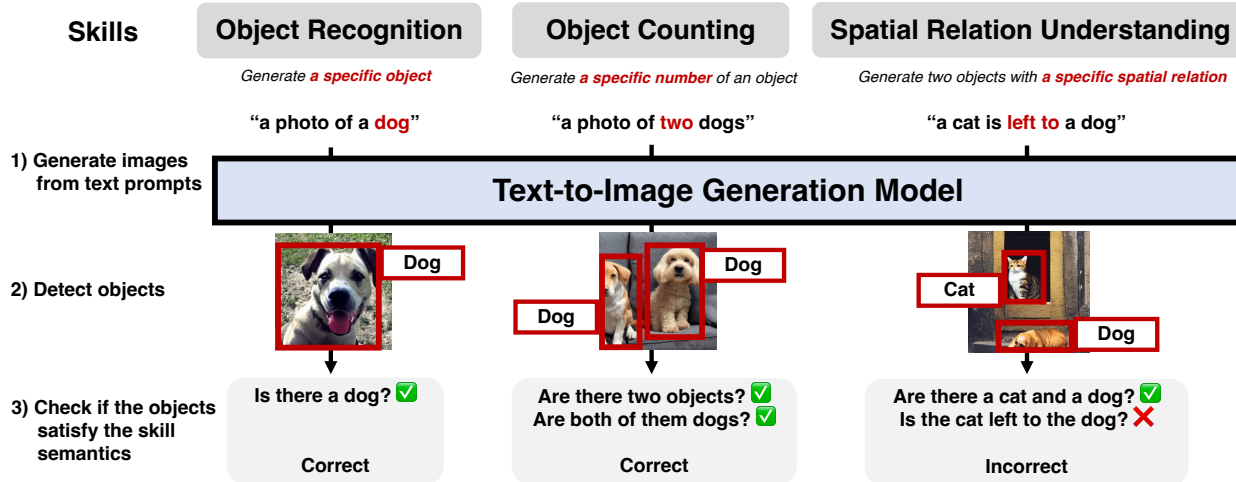 Skills
Object Recognition
Object Counting
Spatial Relation Understanding
Generate a specific object
Generate a specific number of an object
Generate two objects with a specific spatial relation
“a photo of a dog”
“a photo of two dogs”
“a cat is left to a dog”
1) Generate images
from text prompts
Text-to-Image Generation Model
2) Detect objects
Dog
Dog
Dog
Cat
Dog
3) Check if the objects
satisfy the skill
semantics
Is there a dog? ✅
Correct
Are there two objects? ✅
Are both of them dogs? ✅
Correct
Are there a cat and a dog? ✅
Is the cat left to the dog? ❌
Incorrect